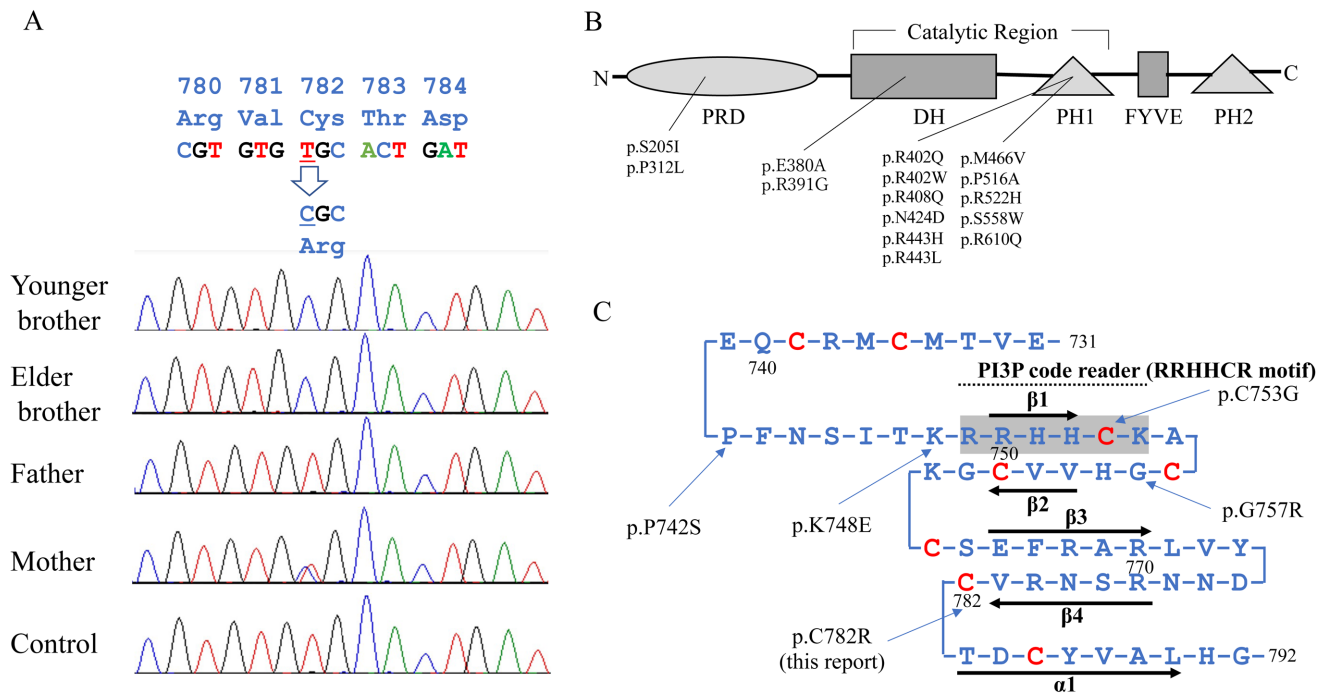 A
780 781 782 783 784
Arg Val Cys Thr Asp
CGT GTG TGC ACT GAT
CGC
Arg
Younger
brother
Elder
brother
Father
Mother
Control
B
Catalytic Region
N
C
PRD
DH
PH1
FYVE
PH2
p.S205I
p.P312L
p.E380A
p.R391G
p.R402Q
p.R402W
p.R408Q
p.N424D
p.R443H
p.R443L
p.M466V
p.P516A
p.R522H
p.S558W
p.R610Q
C
E-Q-C-R-M-C-M-T-V-E-731
740
PI3P code reader (RRHHCR motif)
β1
p.C753G
P-F-N-S-I-T-K-R-R-H-H-C-K-A
750
K-G-C-V-V-H-G-C
β2
p.P742S
p.K748E
p.G757R
β3
C-S-E-F-R-A-R-L-V-Y
770
C-V-R-N-S-R-N-N-D
782
β4
p.C782R
(this report)
T-D-C-Y-V-A-L-H-G-792
α1